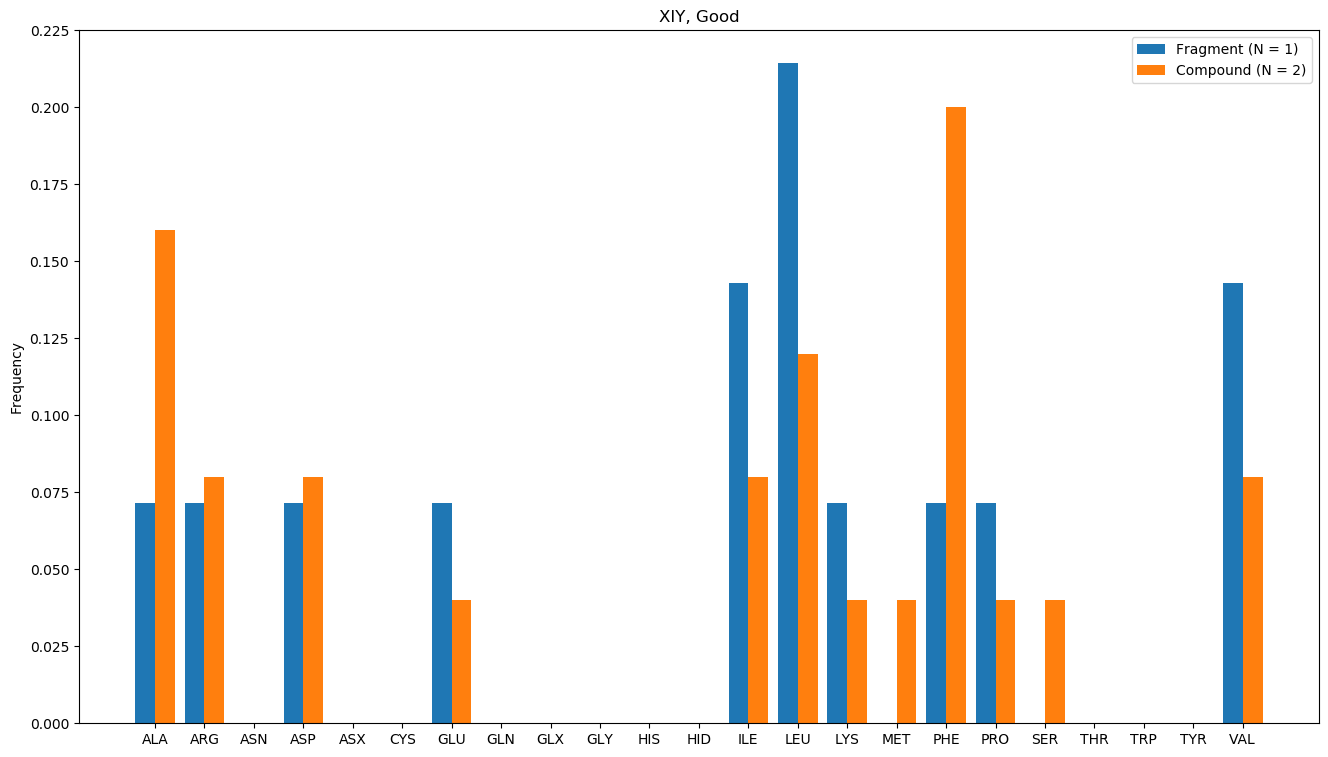 XIY, Good
Fragment (N = 1)
Compound (N = 2)
Frequency
0.225
0.200
0.175
0.150
0.125
0.100
0.075
0.050
0.025
0.000
ALA ARG ASN ASP ASX CYS GLU GLN GLX GLY HIS HID ILE LEU LYS MET PHE PRO SER THR TRP TYR VAL